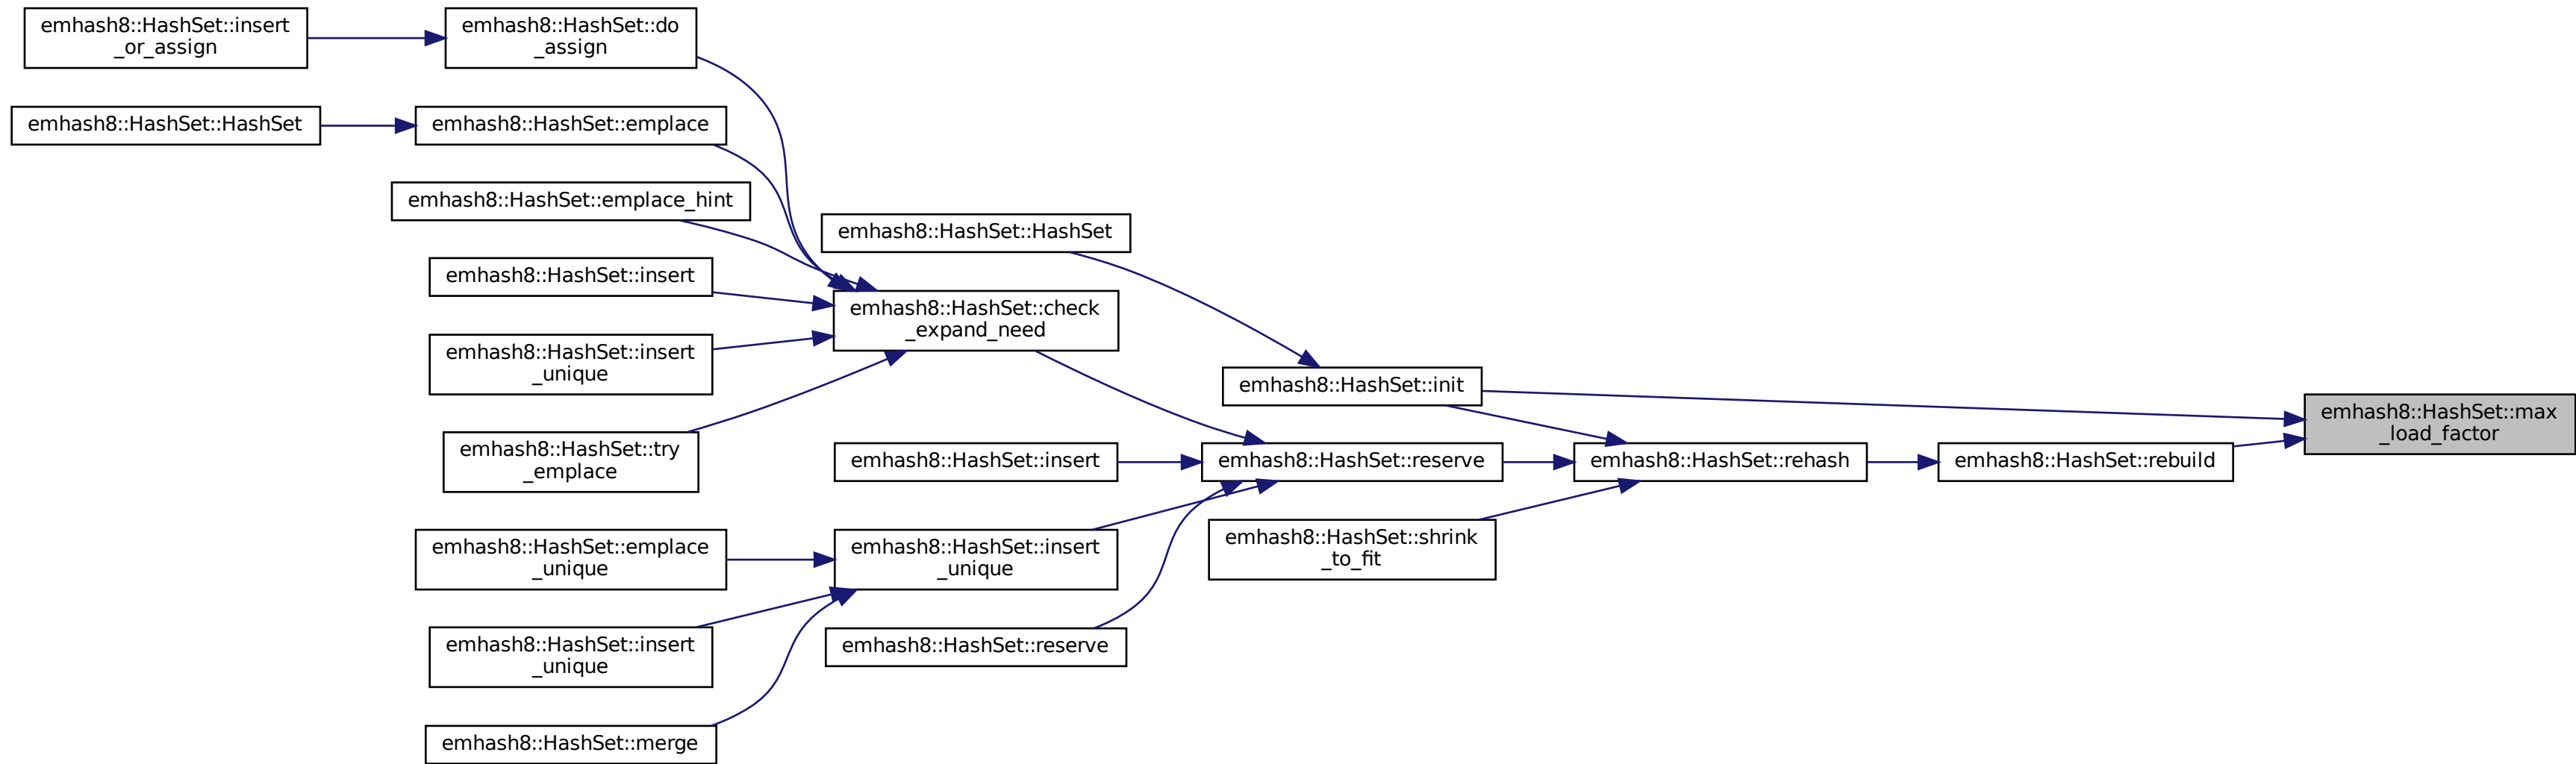 emhash8::HashSet::insert
_or_assign
emhash8::HashSet::do
_assign
emhash8::HashSet::HashSet
emhash8::HashSet::emplace
emhash8::HashSet::emplace_hint
emhash8::HashSet::HashSet
emhash8::HashSet::insert
emhash8::HashSet::check
_expand_need
emhash8::HashSet::insert
_unique
emhash8::HashSet::init
emhash8::HashSet::max
_load_factor
emhash8::HashSet::try
_emplace
emhash8::HashSet::insert
emhash8::HashSet::reserve
emhash8::HashSet::rehash
emhash8::HashSet::rebuild
emhash8::HashSet::shrink
_to_fit
emhash8::HashSet::emplace
_unique
emhash8::HashSet::insert
_unique
emhash8::HashSet::insert
_unique
emhash8::HashSet::reserve
emhash8::HashSet::merge